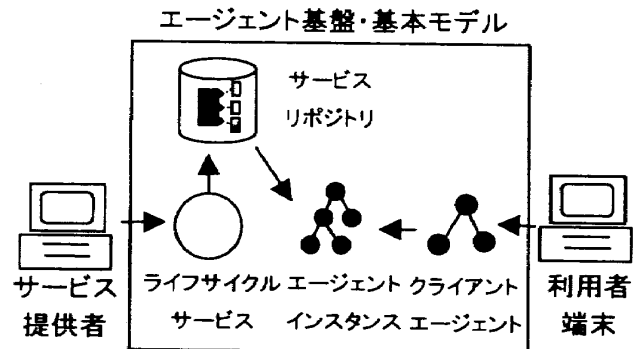 エージェント基盤・基本モデル
サービス
リポジトリ
サービス
提供者
ライフサイクル
サービス
エージェント
インスタンス
クライアント
エージェント
利用者
端末